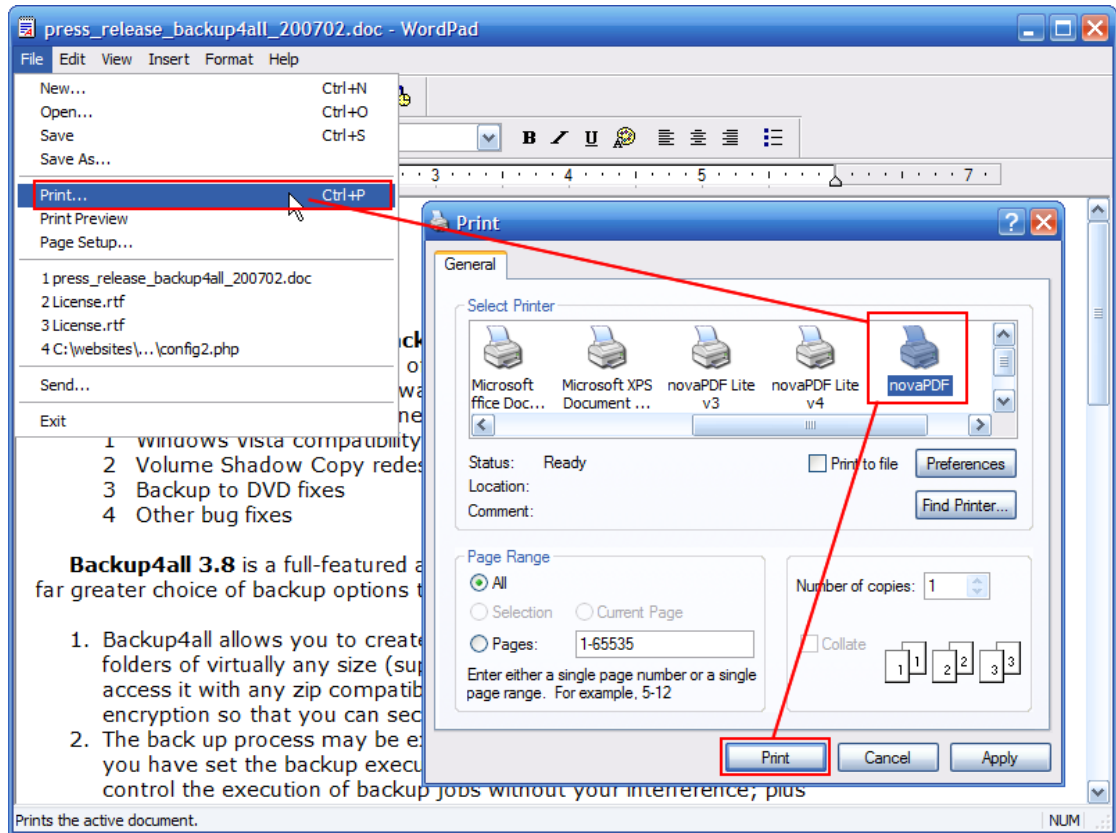 press_release_backup4all_200702.doc - WordPad
File Edit View Insert Format Help
New... Ctrl+N
Open... Ctrl+O
Save Ctrl+S
Save As...
Print... Ctrl+P
Print Preview
Page Setup...
1 press_release_backup4all_200702.doc
2 License.rtf
3 License.rtf
4 C:\websites\...\config2.php
Send...
Exit
B / U
3 4 5 7
1 Windows Vista compatibility
2 Volume Shadow Copy redes
3 Backup to DVD fixes
4 Other bug fixes
Backup4all 3.8 is a full-featured a
far greater choice of backup options t
1. Backup4all allows you to create
folders of virtually any size (sup
access it with any zip compatib
encryption so that you can sec
2. The back up process may be ex
you have set the backup execu
control the execution of backup jobs without your interference; plus
Print
General
Select Printer
Microsoft
ffice Doc...
Microsoft XPS
Document ...
novaPDF Lite
v3
novaPDF Lite
v4
novaPDF
Status: Ready
Location:
Comment:
Print to file
Preferences
Find Printer...
Page Range
All
Selection Current Page
Pages: 1-65535
Enter either a single page number or a single
page range. For example, 5-12
Number of copies: 1
Collate
1 1 2 2 3 3
Print Cancel Apply
Prints the active document. NUM